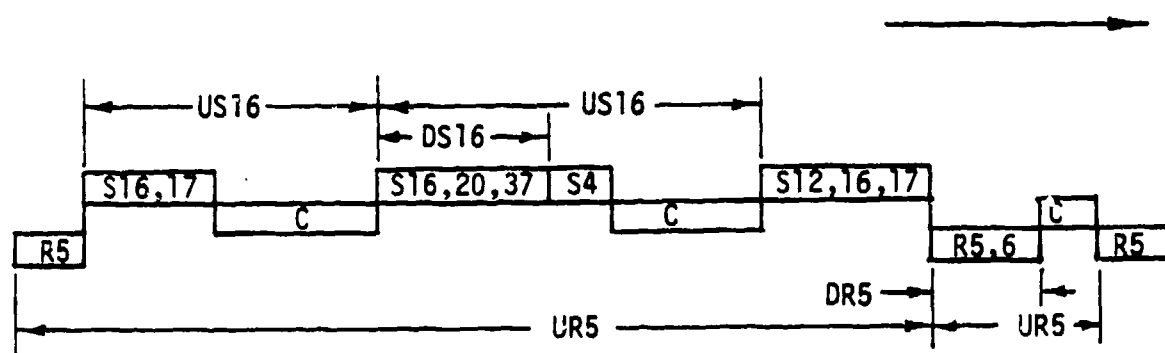 US16 US16
DS16
S16,17 S16,20,37 S4 S12,16,17
C C C
R5 R5,6 R5
DR5
UR5 UR5